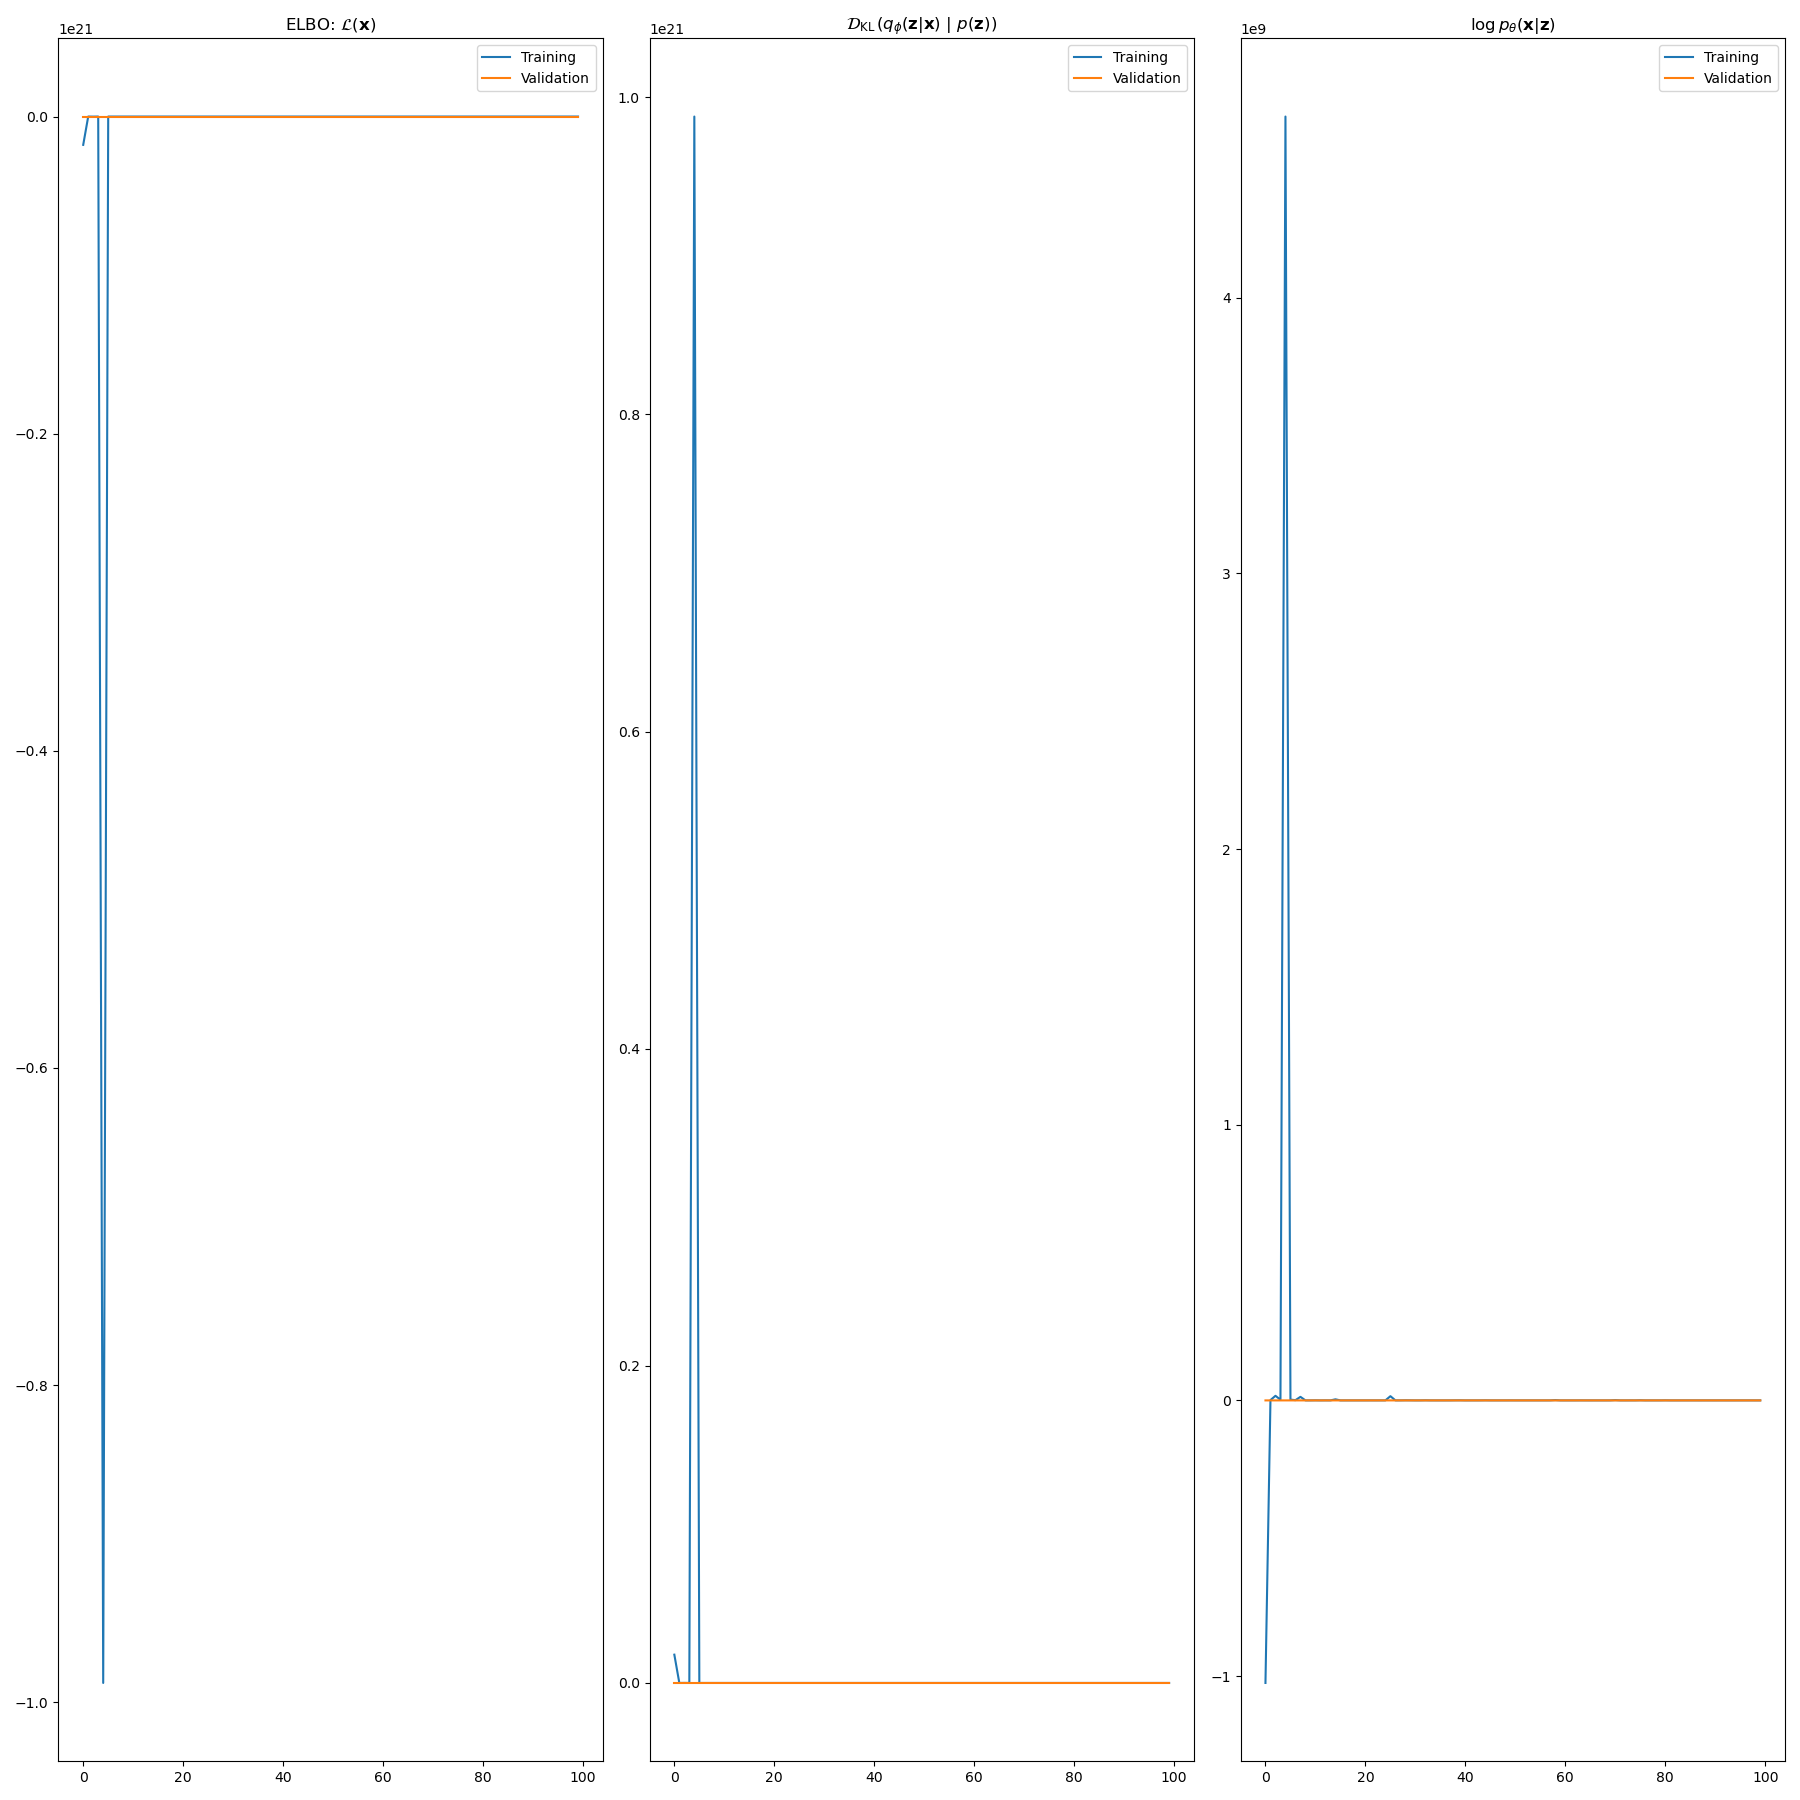 ELBO: ℒ(𝐱)
1e21
Training
Validation
0.0
−0.2
−0.4
−0.6
−0.8
−1.0
0 20 40 60 80 100
𝒟KL(qϕ(𝐳|𝐱) | p(𝐳))
1e21
Training
Validation
1.0
0.8
0.6
0.4
0.2
0.0
0 20 40 60 80 100
log pθ(𝐱|𝐳)
1e9
Training
Validation
4
3
2
1
0
−1
0 20 40 60 80 100